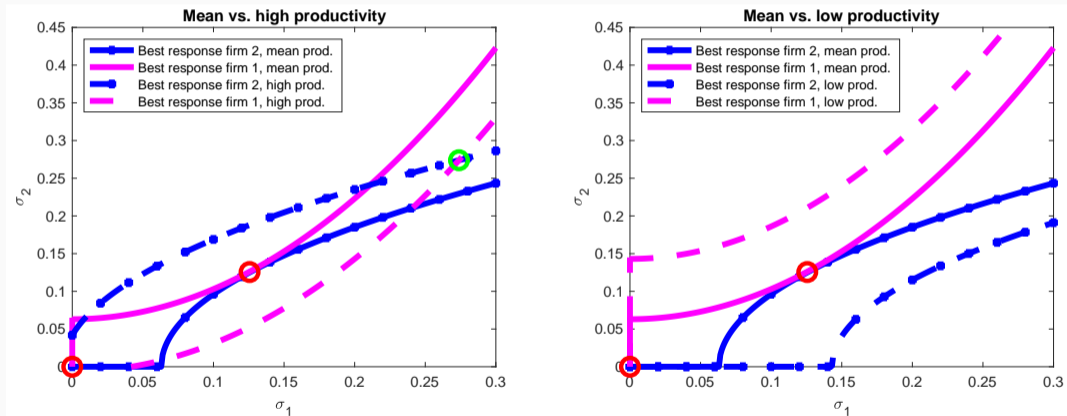 Mean vs. high productivity
0.45
0.4
0.35
0.3
0.25
0.2
0.15
0.1
0.05
0
σ2
Best response firm 2, mean prod.
Best response firm 1, mean prod.
Best response firm 2, high prod.
Best response firm 1, high prod.
0 0.05 0.1 0.15 0.2 0.25 0.3
σ1
Mean vs. low productivity
0.45
0.4
0.35
0.3
0.25
0.2
0.15
0.1
0.05
0
σ2
Best response firm 2, mean prod.
Best response firm 1, mean prod.
Best response firm 2, low prod.
Best response firm 1, low prod.
0 0.05 0.1 0.15 0.2 0.25 0.3
σ1